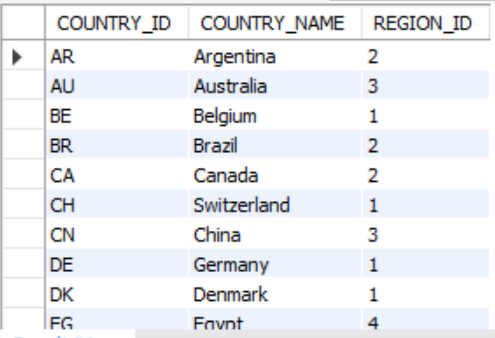 COUNTRY_ID COUNTRY_NAME REGION_ID
AR Argentina 2
AU Australia 3
BE Belgium 1
BR Brazil 2
CA Canada 2
CH Switzerland 1
CN China 3
DE Germany 1
DK Denmark 1
EG Egypt 4